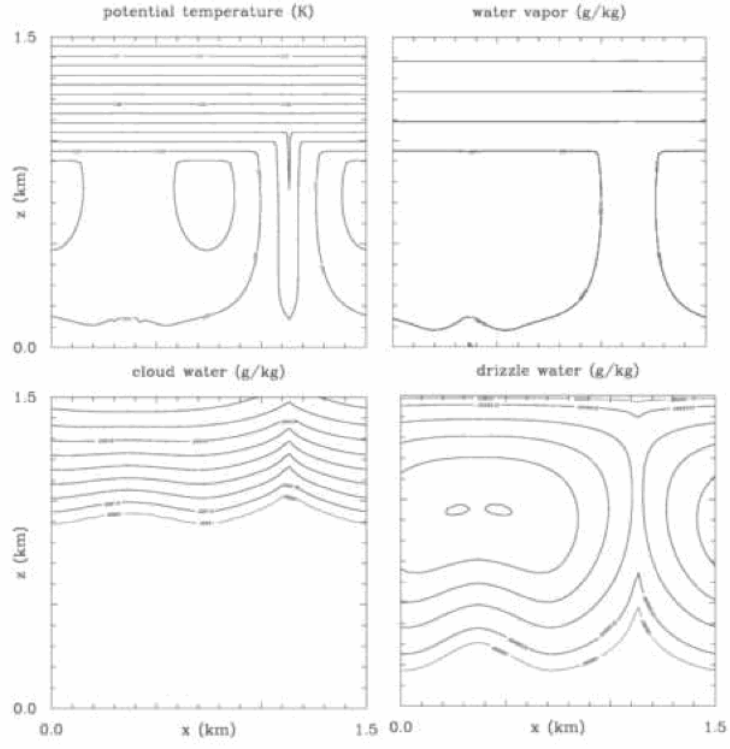 potential temperature (K)
water vapor (g/kg)
1.5
z (km)
0.0
cloud water (g/kg)
drizzle water (g/kg)
1.5
z (km)
0.0
0.0
x (km)
1.5
0.0
x (km)
1.5